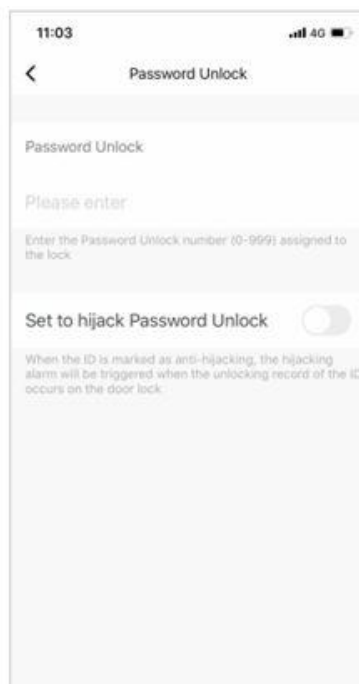 11:03
4G
Password Unlock
Password Unlock
Please enter
Enter the Password Unlock number (0-999) assigned to
the lock
Set to hijack Password Unlock
When the ID is marked as anti-hijacking, the hijacking
alarm will be triggered when the unlocking record of the ID
occurs on the door lock